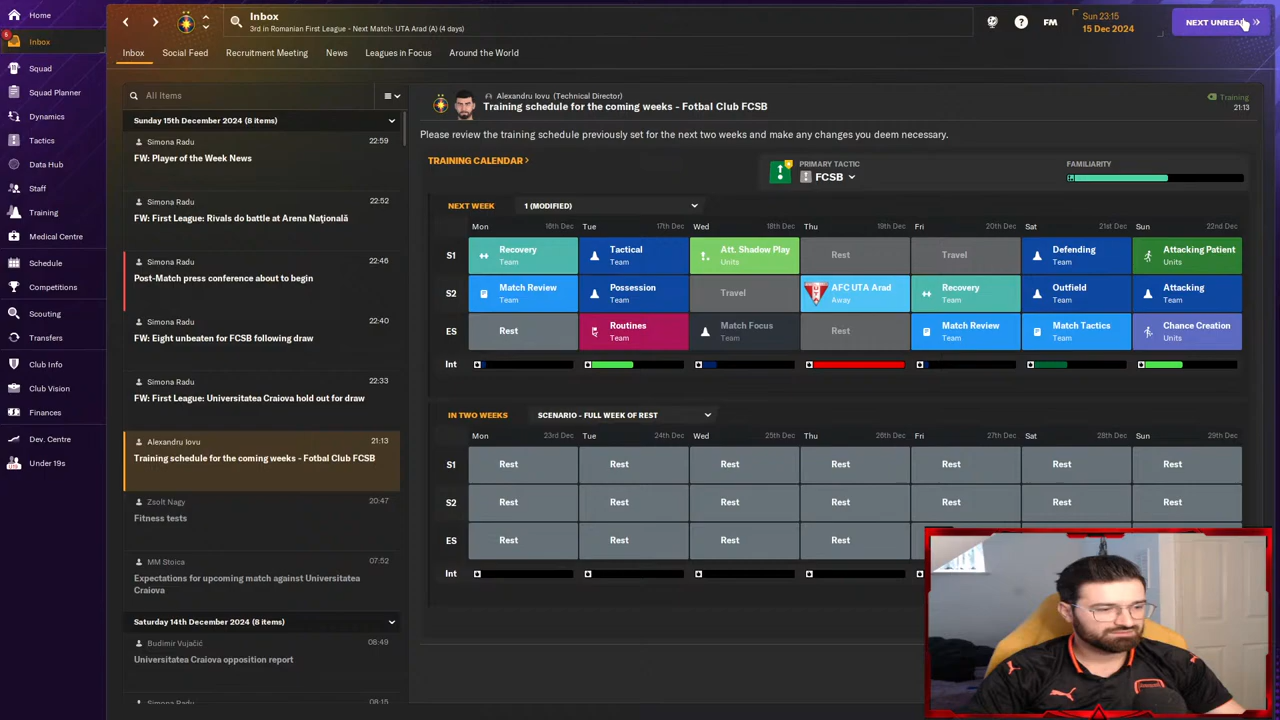 Home
6
Inbox
Squad
Squad Planner
Dynamics
Tactics
Data Hub
Staff
Training
Medical Centre
Schedule
Competitions
Scouting
Transfers
Club Info
Club Vision
Finances
Dev. Centre
Under 19s
Inbox
3rd in Romanian First League - Next Match: UTA Arad (A) (4 days)
FM
Sun 23:15
15 Dec 2024
NEXT UNREAD
Inbox Social Feed Recruitment Meeting News Leagues in Focus Around the World
All Items
Sunday 15th December 2024 (8 items)
Simona Radu 22:59
FW: Player of the Week News
Simona Radu 22:52
FW: First League: Rivals do battle at Arena Naţională
Simona Radu 22:46
Post-Match press conference about to begin
Simona Radu 22:40
FW: Eight unbeaten for FCSB following draw
Simona Radu 22:33
FW: First League: Universitatea Craiova hold out for draw
Alexandru Iovu 21:13
Training schedule for the coming weeks - Fotbal Club FCSB
Zsolt Nagy 20:47
Fitness tests
MM Stoica 07:52
Expectations for upcoming match against Universitatea
Craiova
Saturday 14th December 2024 (8 items)
Budimir Vujačić 08:49
Universitatea Craiova opposition report
Simona Radu 08:15
Alexandru Iovu (Technical Director)
Training schedule for the coming weeks - Fotbal Club FCSB
Training
21:13
Please review the training schedule previously set for the next two weeks and make any changes you deem necessary.
TRAINING CALENDAR
PRIMARY TACTIC
FCSB
FAMILIARITY
NEXT WEEK 1 (MODIFIED)
Mon 16th Dec Tue 17th Dec Wed 18th Dec Thu 19th Dec Fri 20th Dec Sat 21st Dec Sun 22nd Dec
S1 Recovery Tactical Att. Shadow Play Rest Travel Defending Attacking Patient
Team Team Units Team Units
S2 Match Review Possession Travel AFC UTA Arad Recovery Outfield Attacking
Team Team Away Team Team Team
ES Rest Routines Match Focus Rest Match Review Match Tactics Chance Creation
Team Team Team Team Units
Int
IN TWO WEEKS SCENARIO - FULL WEEK OF REST
Mon 23rd Dec Tue 24th Dec Wed 25th Dec Thu 26th Dec Fri 27th Dec Sat 28th Dec Sun 29th Dec
S1 Rest Rest Rest Rest Rest Rest Rest
S2 Rest Rest Rest Rest Rest Rest Rest
ES Rest Rest Rest Rest
Int